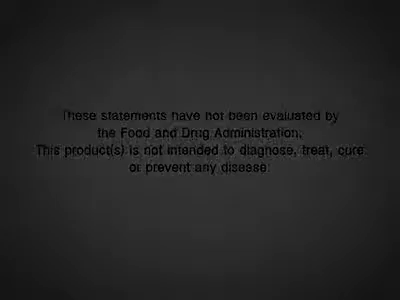 These statements have not been evaluated by
the Food and Drug Administration.
This product(s) is not intended to diagnose, treat, cure
or prevent any disease.